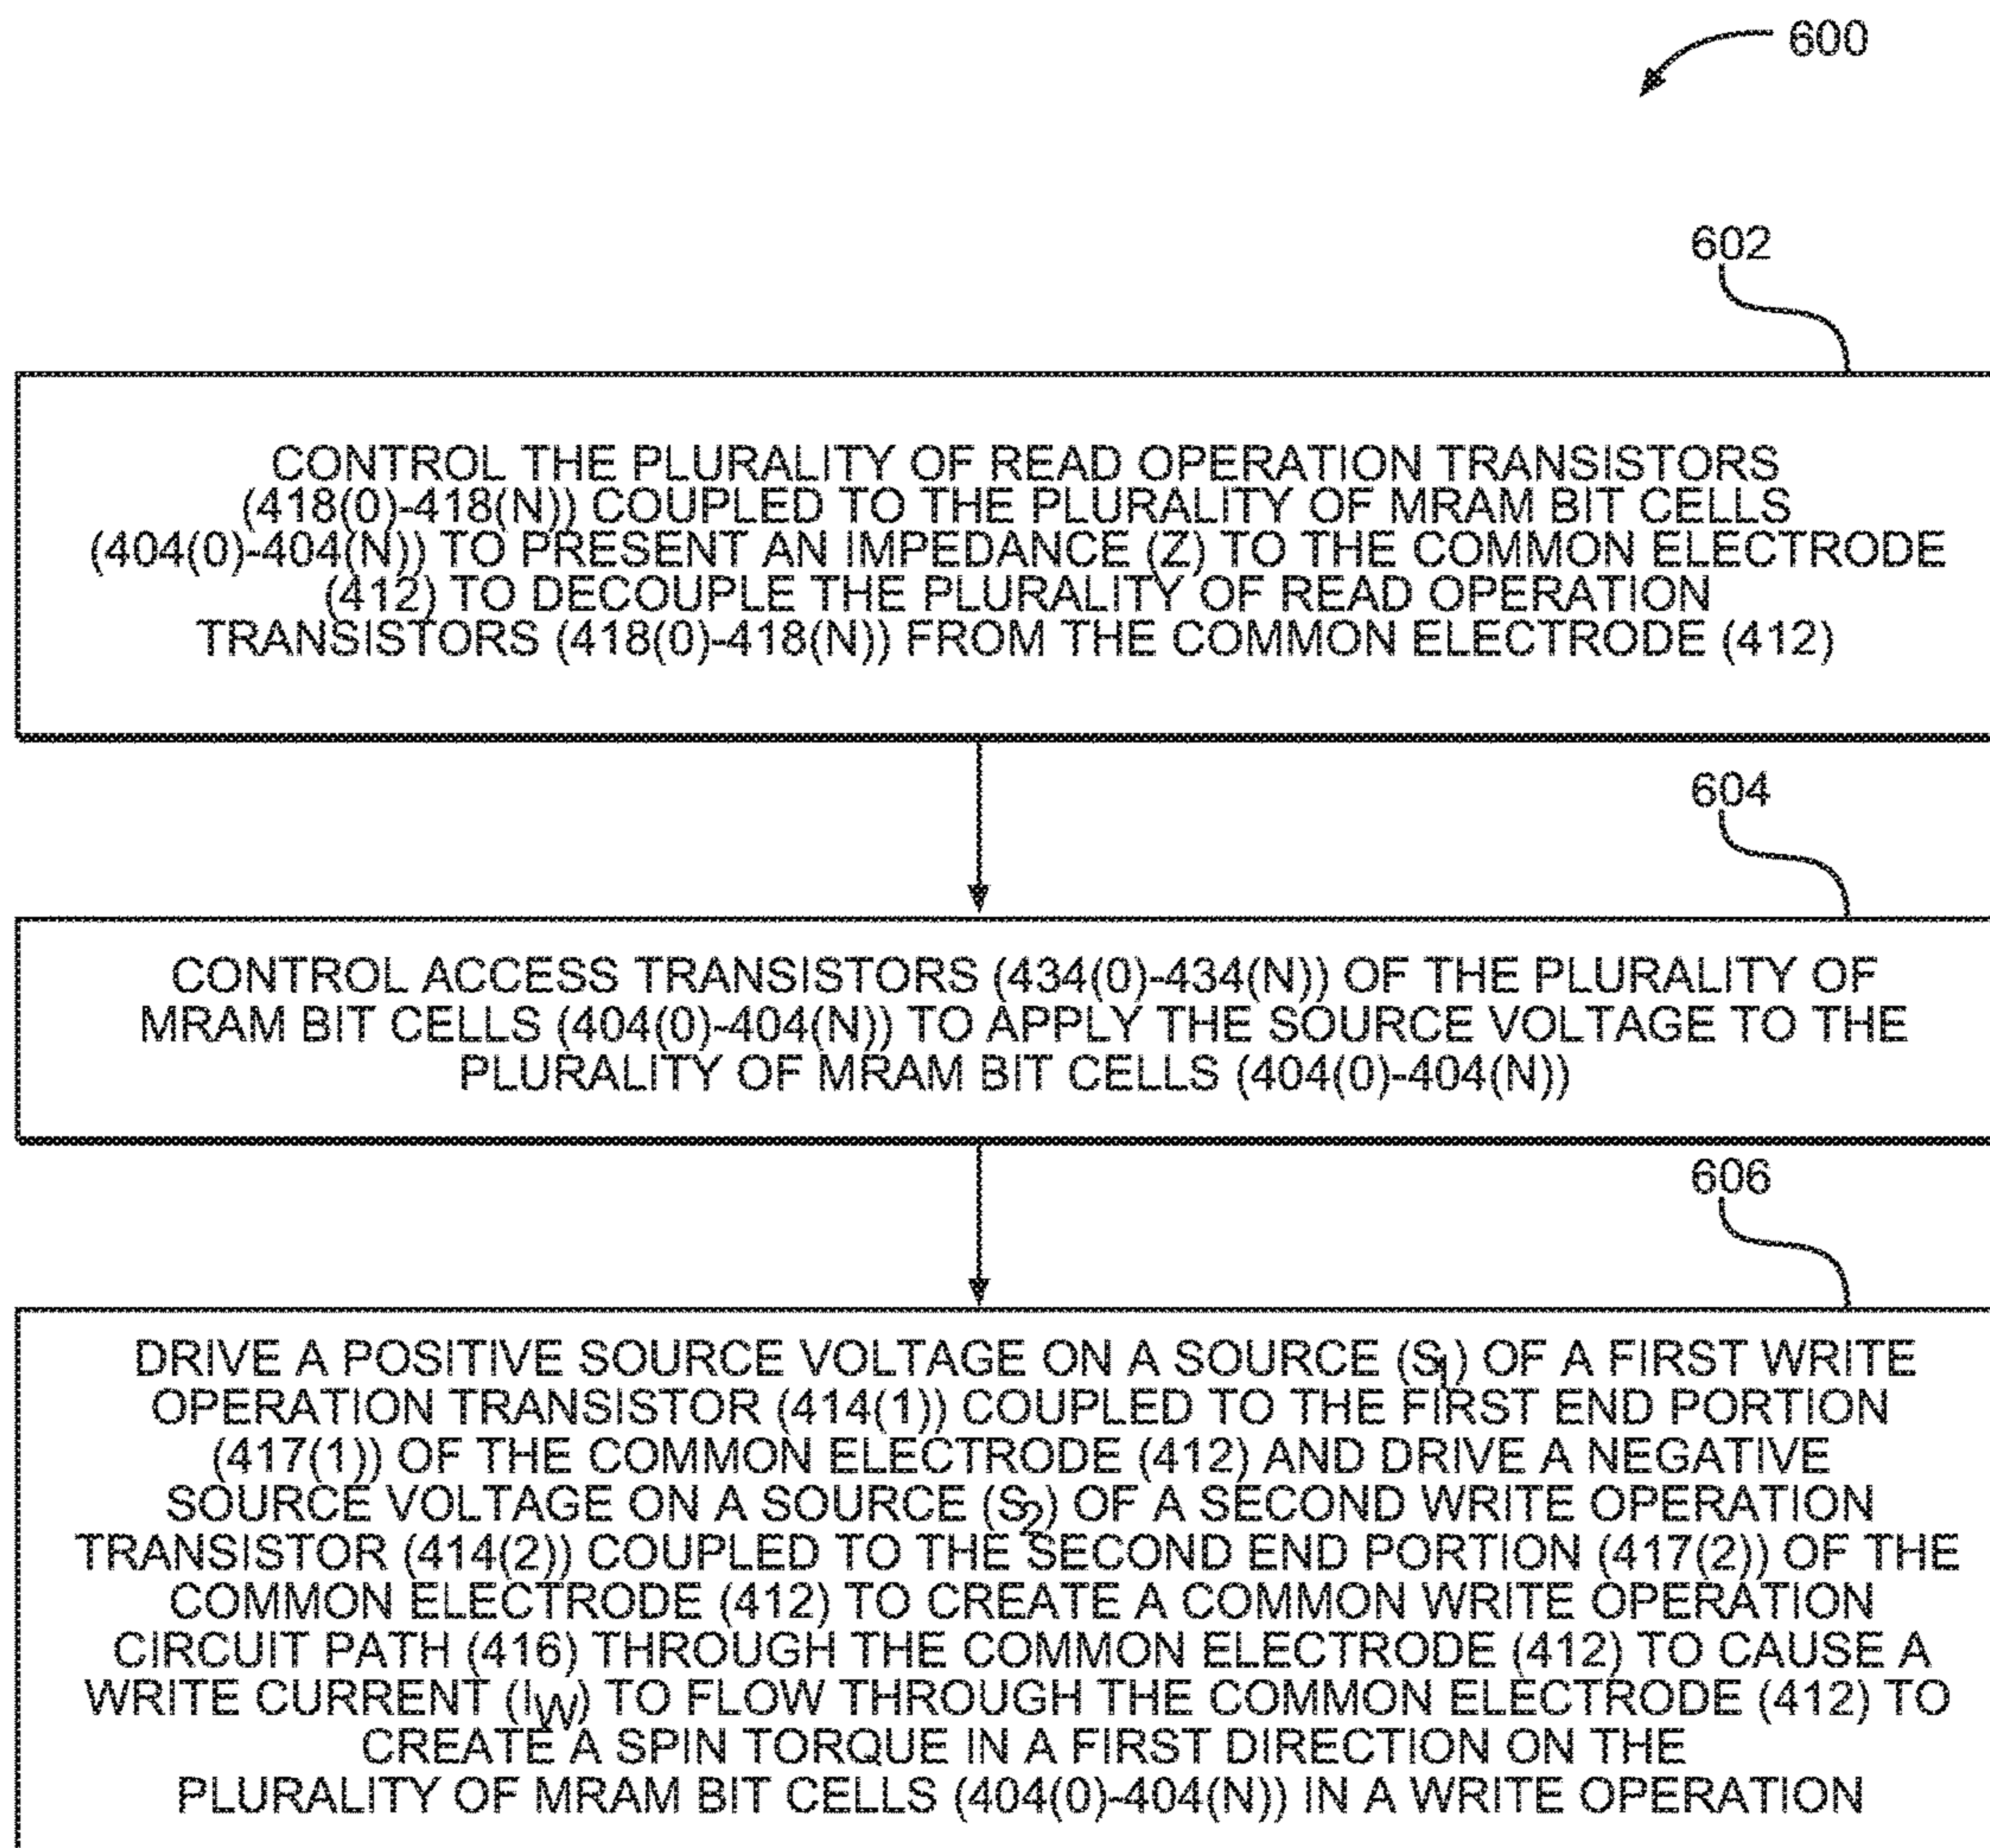 600
602
CONTROL THE PLURALITY OF READ OPERATION TRANSISTORS
(418(0)-418(N)) COUPLED TO THE PLURALITY OF MRAM BIT CELLS
(404(0)-404(N)) TO PRESENT AN IMPEDANCE (Z) TO THE COMMON ELECTRODE
(412) TO DECOUPLE THE PLURALITY OF READ OPERATION
TRANSISTORS (418(0)-418(N)) FROM THE COMMON ELECTRODE (412)
604
CONTROL ACCESS TRANSISTORS (434(0)-434(N)) OF THE PLURALITY OF
MRAM BIT CELLS (404(0)-404(N)) TO APPLY THE SOURCE VOLTAGE TO THE
PLURALITY OF MRAM BIT CELLS (404(0)-404(N))
606
DRIVE A POSITIVE SOURCE VOLTAGE ON A SOURCE (S1) OF A FIRST WRITE
OPERATION TRANSISTOR (414(1)) COUPLED TO THE FIRST END PORTION
(417(1)) OF THE COMMON ELECTRODE (412) AND DRIVE A NEGATIVE
SOURCE VOLTAGE ON A SOURCE (S2) OF A SECOND WRITE OPERATION
TRANSISTOR (414(2)) COUPLED TO THE SECOND END PORTION (417(2)) OF THE
COMMON ELECTRODE (412) TO CREATE A COMMON WRITE OPERATION
CIRCUIT PATH (416) THROUGH THE COMMON ELECTRODE (412) TO CAUSE A
WRITE CURRENT (IW) TO FLOW THROUGH THE COMMON ELECTRODE (412) TO
CREATE A SPIN TORQUE IN A FIRST DIRECTION ON THE
PLURALITY OF MRAM BIT CELLS (404(0)-404(N)) IN A WRITE OPERATION